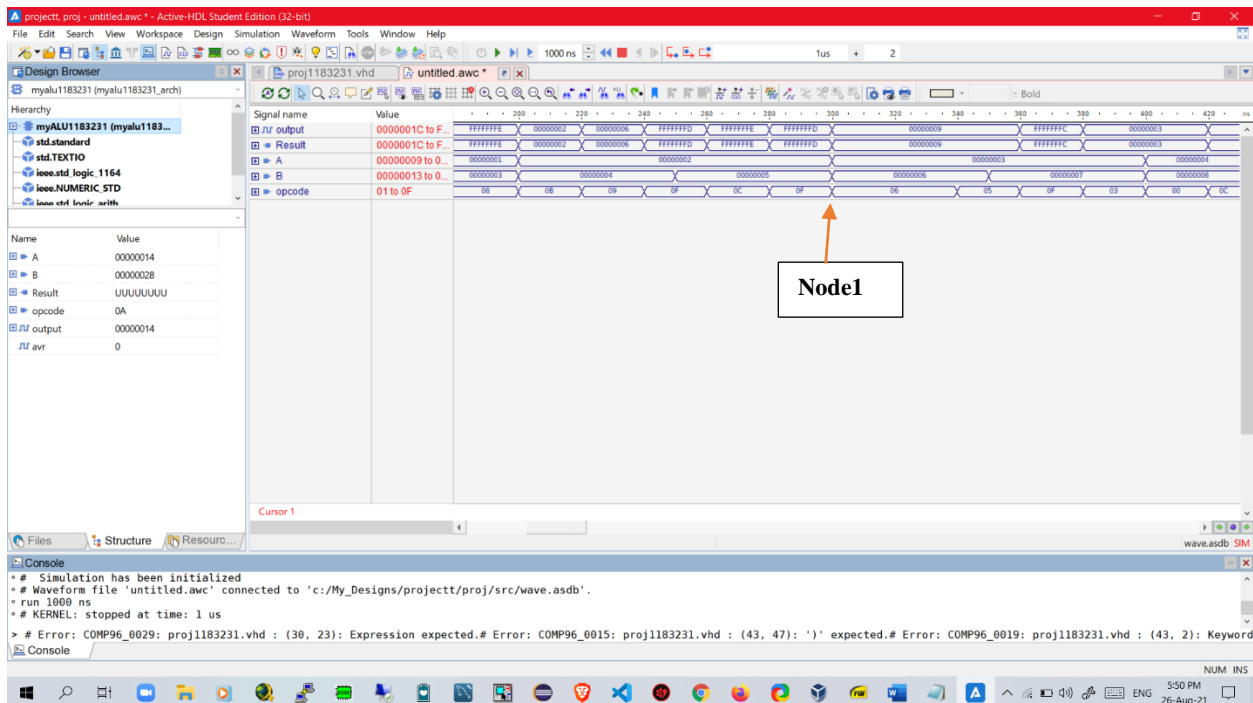 projectt, proj - untitled.awc * - Active-HDL Student Edition (32-bit)
File Edit Search View Workspace Design Simulation Waveform Tools Window Help
1000 ns 1us + 2
Design Browser
proj1183231.vhd untitled.awc *
myalu1183231 (myalu1183231_arch)
Bold
Hierarchy
myALU1183231 (myalu1183...
std.standard
std.TEXTIO
ieee.std_logic_1164
ieee.NUMERIC_STD
ieee.std_logic_arith
Signal name Value 200 220 240 260 280 300 320 340 360 380 400 420 ns
output 0000001C to F... FFFFFFFE 00000002 00000006 FFFFFFFD FFFFFFFE FFFFFFFD 00000009 FFFFFFFC 00000003
Result 0000001C to F... FFFFFFFE 00000002 00000006 FFFFFFFD FFFFFFFE FFFFFFFD 00000009 FFFFFFFC 00000003
A 00000009 to 0... 00000001 00000002 00000003 00000004
B 00000013 to 0... 00000003 00000004 00000005 00000006 00000007 00000008
opcode 01 to 0F 08 0B 09 0F 0C 0F 06 05 0F 03 00 0C
Node1
Name Value
A 00000014
B 00000028
Result UUUUUUUU
opcode 0A
output 00000014
avr 0
Cursor 1
Files Structure Resourc...
wave.asdb SIM
Console
# Simulation has been initialized
# Waveform file 'untitled.awc' connected to 'c:/My_Designs/projectt/proj/src/wave.asdb'.
run 1000 ns
# KERNEL: stopped at time: 1 us
> # Error: COMP96_0029: proj1183231.vhd : (30, 23): Expression expected.# Error: COMP96_0015: proj1183231.vhd : (43, 47): ')' expected.# Error: COMP96_0019: proj1183231.vhd : (43, 2): Keyword
Console
NUM INS
ENG 5:50 PM
26-Aug-21